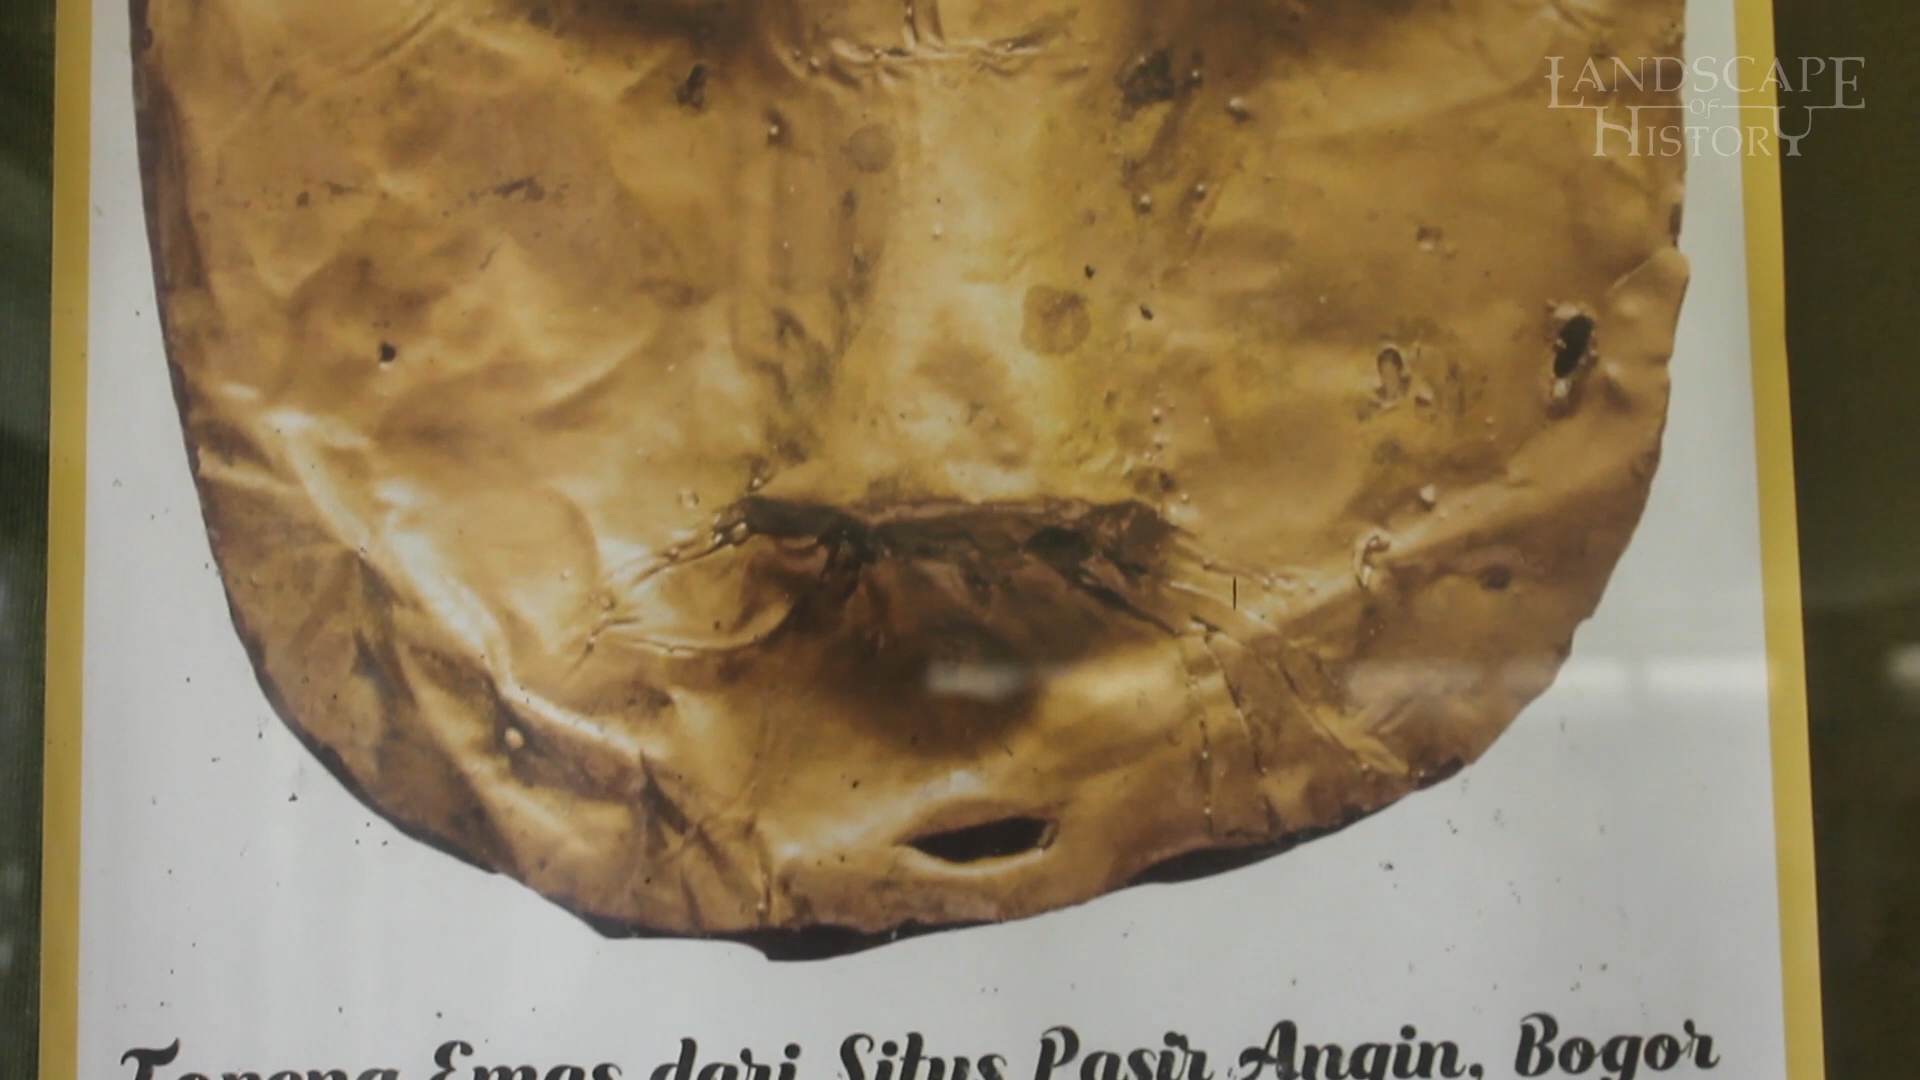 LANDSCAPE
OF
HISTORY
Topeng Emas dari Situs Pasir Angin, Bogor